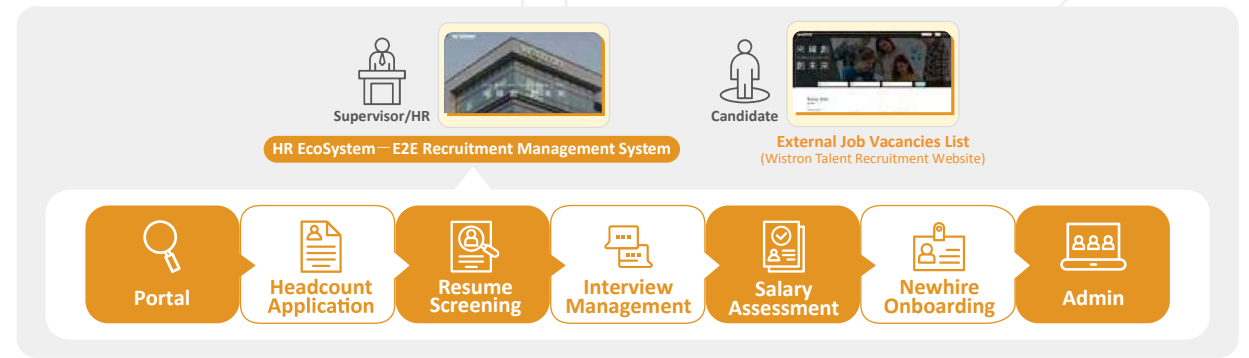 Supervisor/HR
HR EcoSystem—E2E Recruitment Management System
Candidate
External Job Vacancies List
(Wistron Talent Recruitment Website)
Portal
Headcount
Application
Resume
Screening
Interview
Management
Salary
Assessment
Newhire
Onboarding
Admin